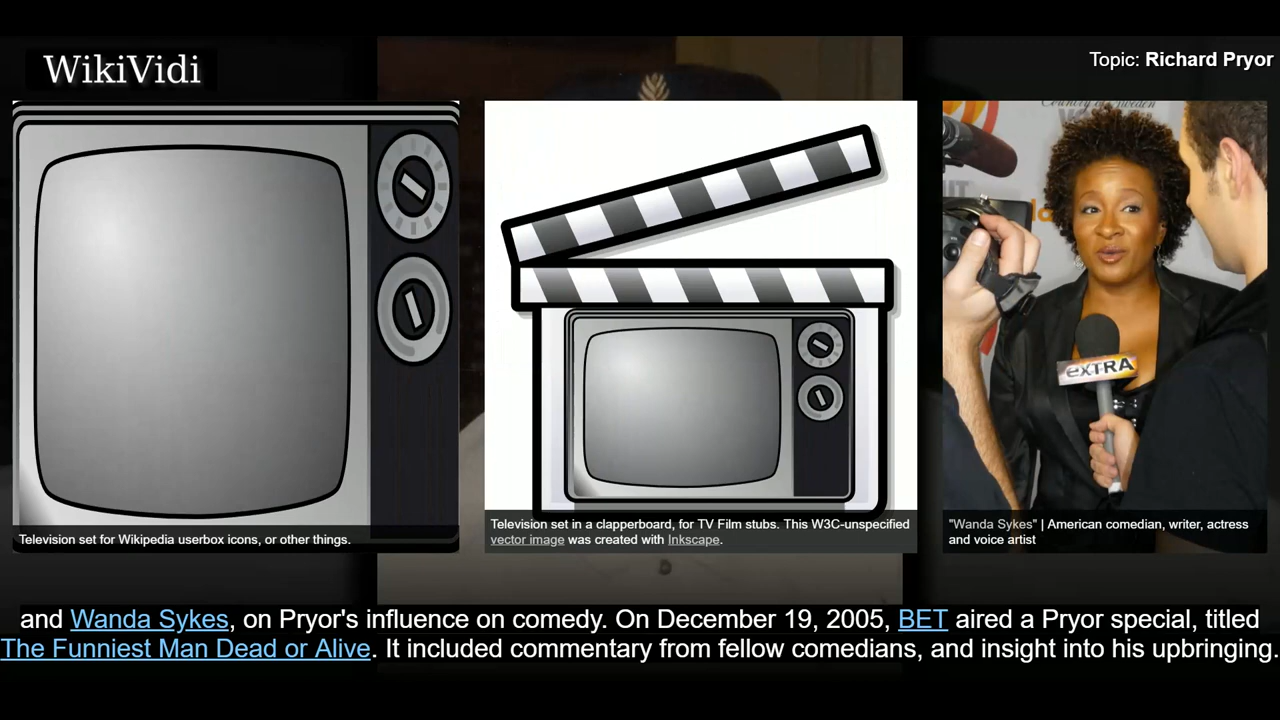 WikiVidi
Topic: Richard Pryor
eXTRA
Television set for Wikipedia userbox icons, or other things.
Television set in a clapperboard, for TV Film stubs. This W3C-unspecified
vector image was created with Inkscape.
"Wanda Sykes" | American comedian, writer, actress
and voice artist
and Wanda Sykes, on Pryor's influence on comedy. On December 19, 2005, BET aired a Pryor special, titled
The Funniest Man Dead or Alive. It included commentary from fellow comedians, and insight into his upbringing.